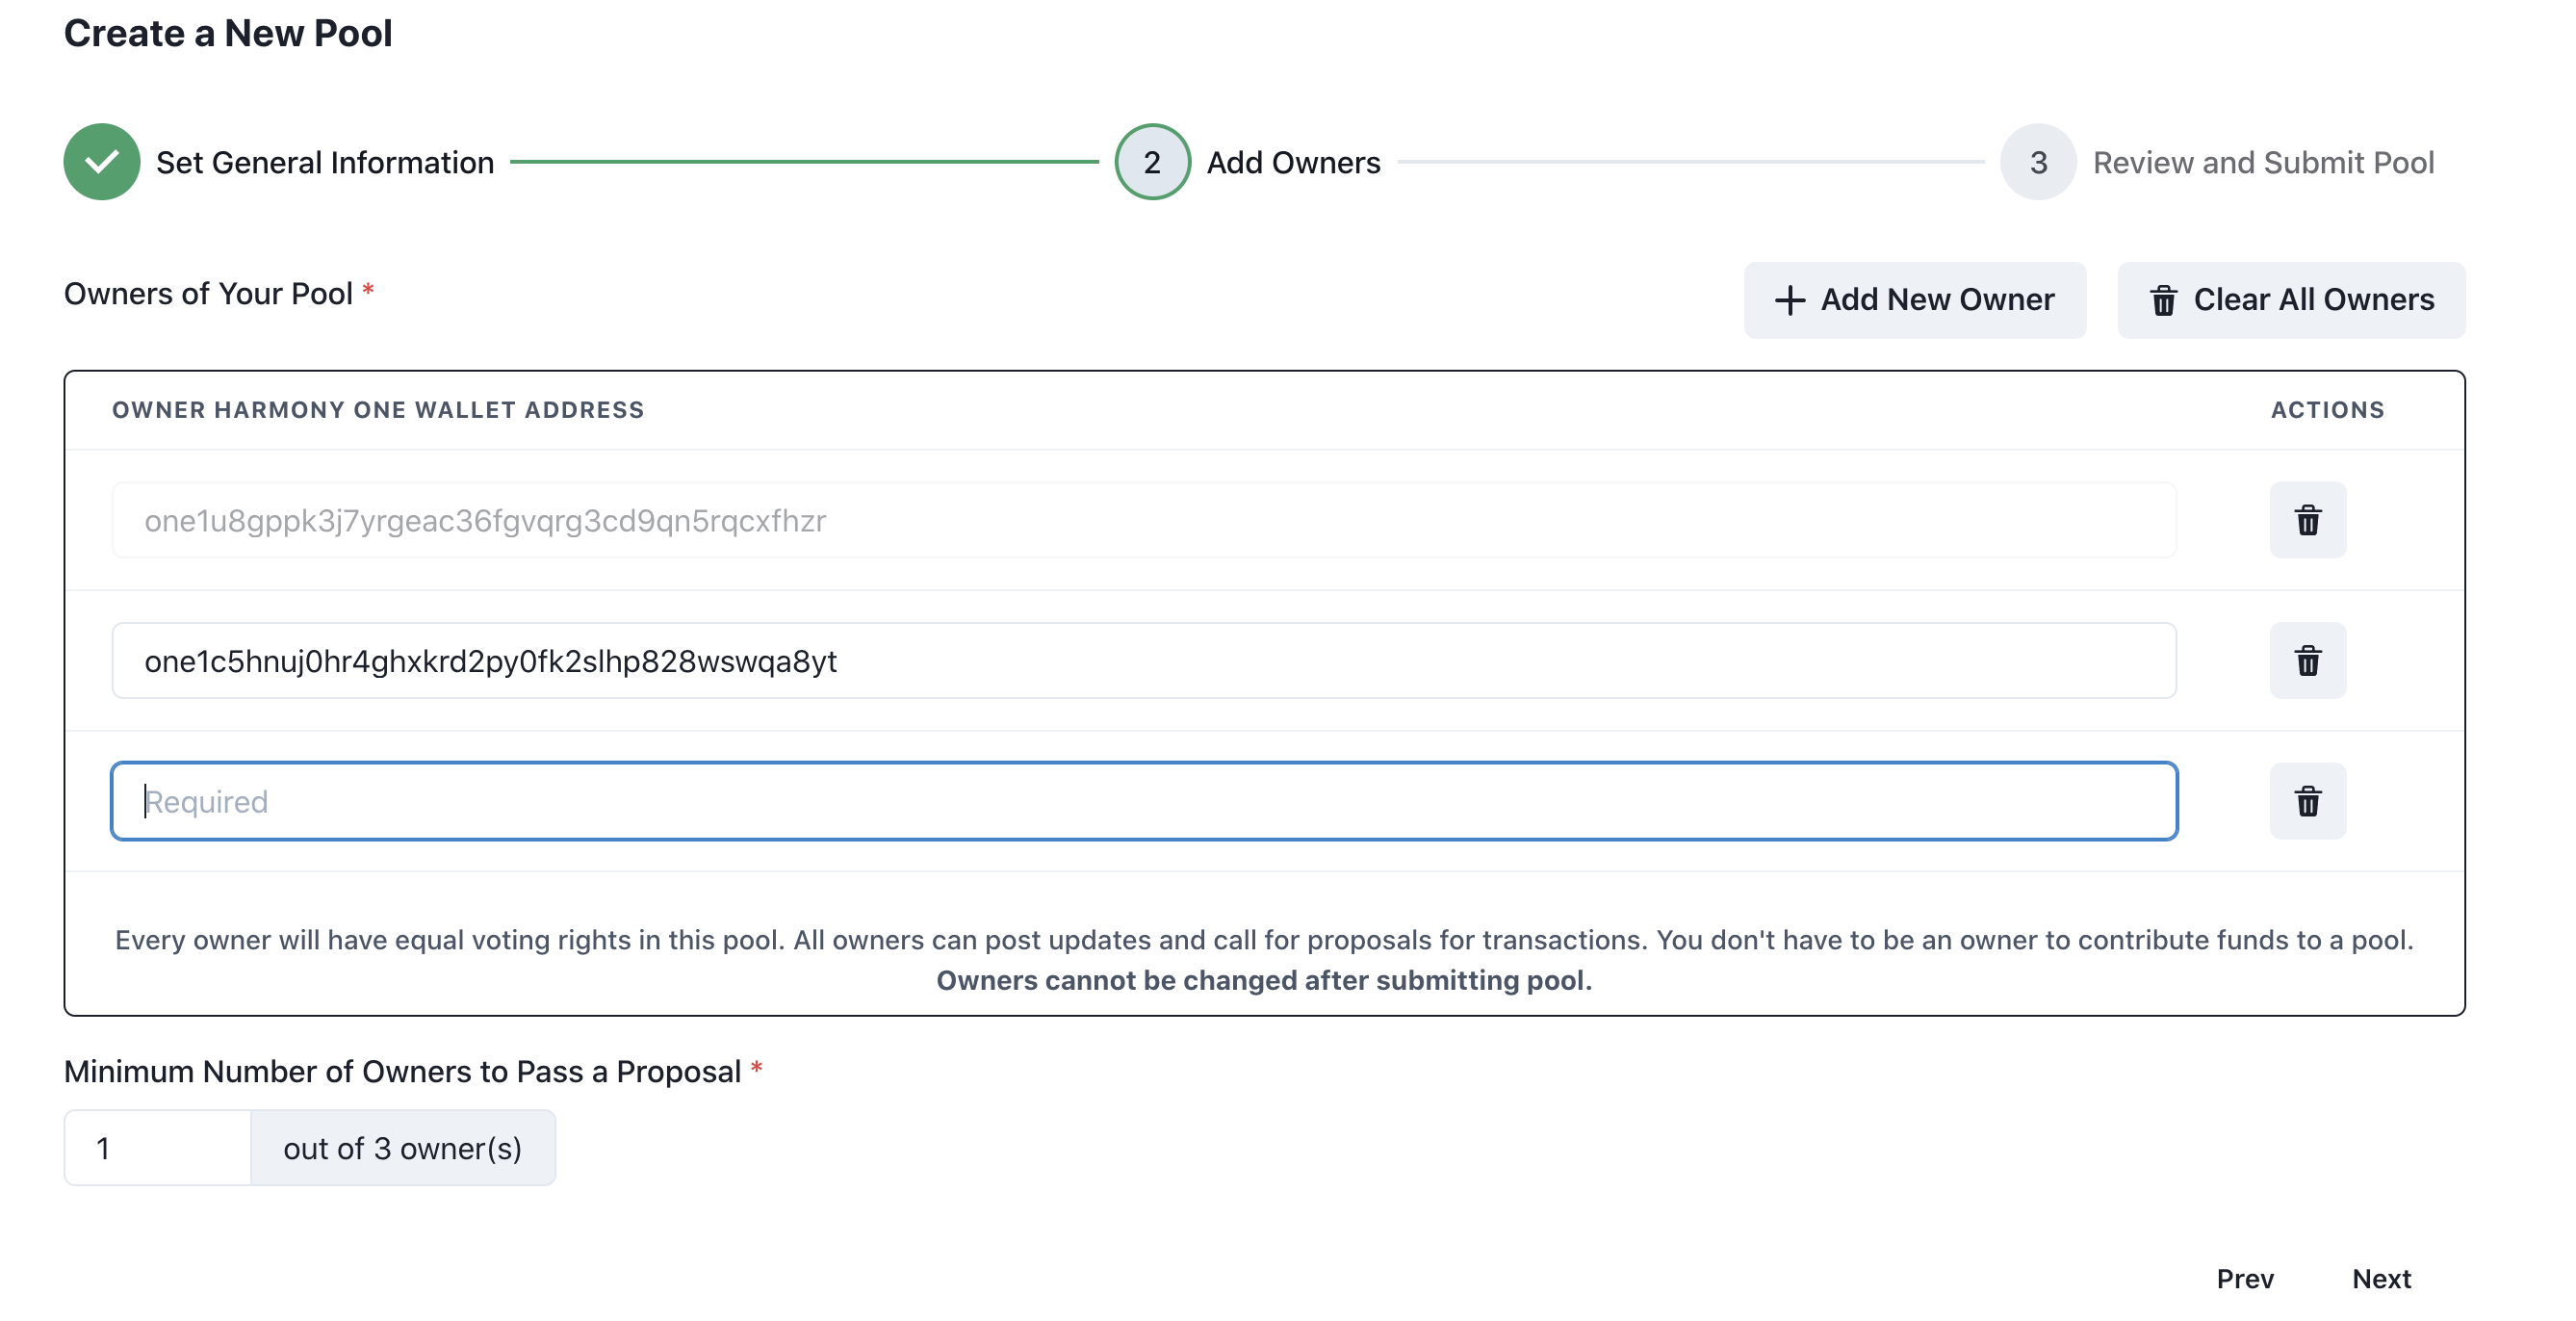 Create a New Pool
Set General Information
2 Add Owners
3 Review and Submit Pool
Owners of Your Pool *
Add New Owner
Clear All Owners
OWNER HARMONY ONE WALLET ADDRESS
ACTIONS
one1u8gppk3j7yrgeac36fgvqrg3cd9qn5rqcxfhzr
one1c5hnuj0hr4ghxkrd2py0fk2slhp828wswqa8yt
Required
Every owner will have equal voting rights in this pool. All owners can post updates and call for proposals for transactions. You don't have to be an owner to contribute funds to a pool.
Owners cannot be changed after submitting pool.
Minimum Number of Owners to Pass a Proposal *
1 out of 3 owner(s)
Prev
Next